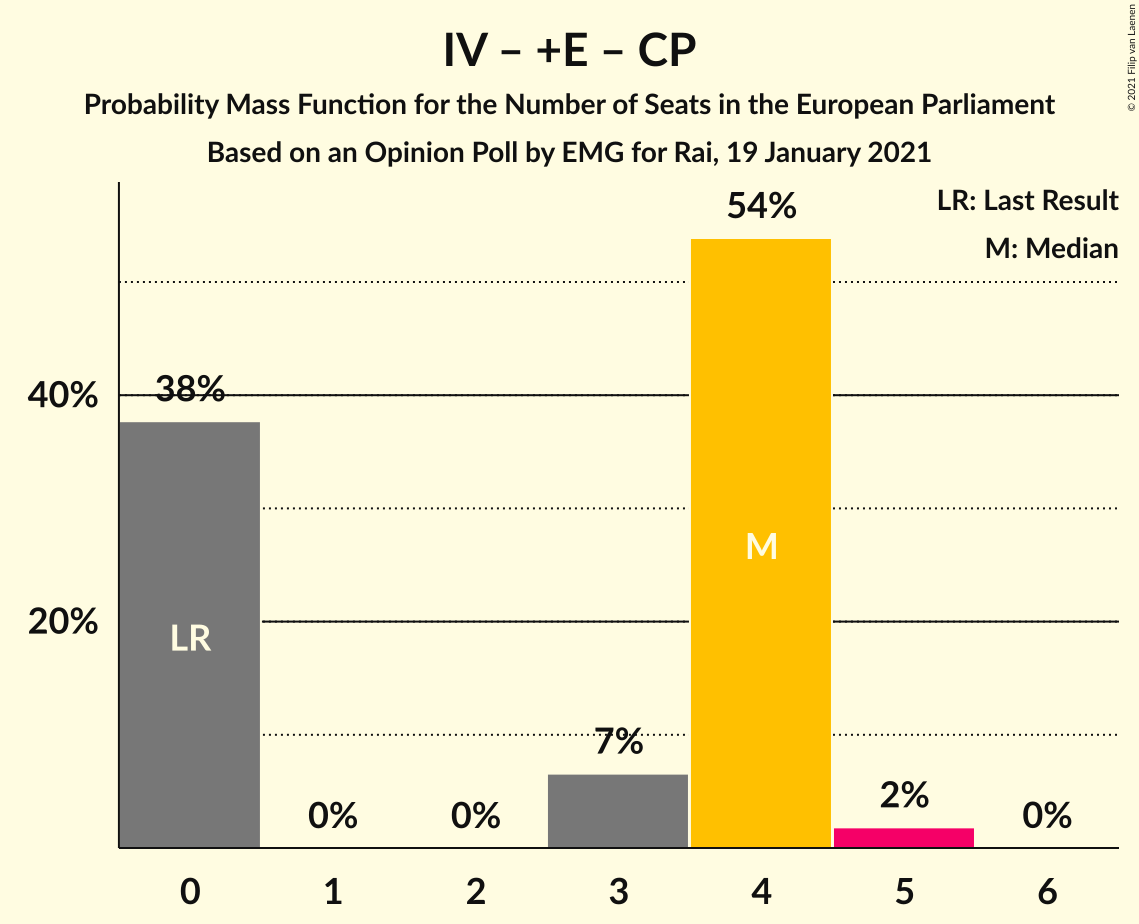 IV – +E – CP
Probability Mass Function for the Number of Seats in the European Parliament
Based on an Opinion Poll by EMG for Rai, 19 January 2021
© 2021 Filip van Laenen
LR: Last Result
M: Median
54%
40%
38%
M
20%
LR
7%
2%
0%
0%
0%
0 1 2 3 4 5 6